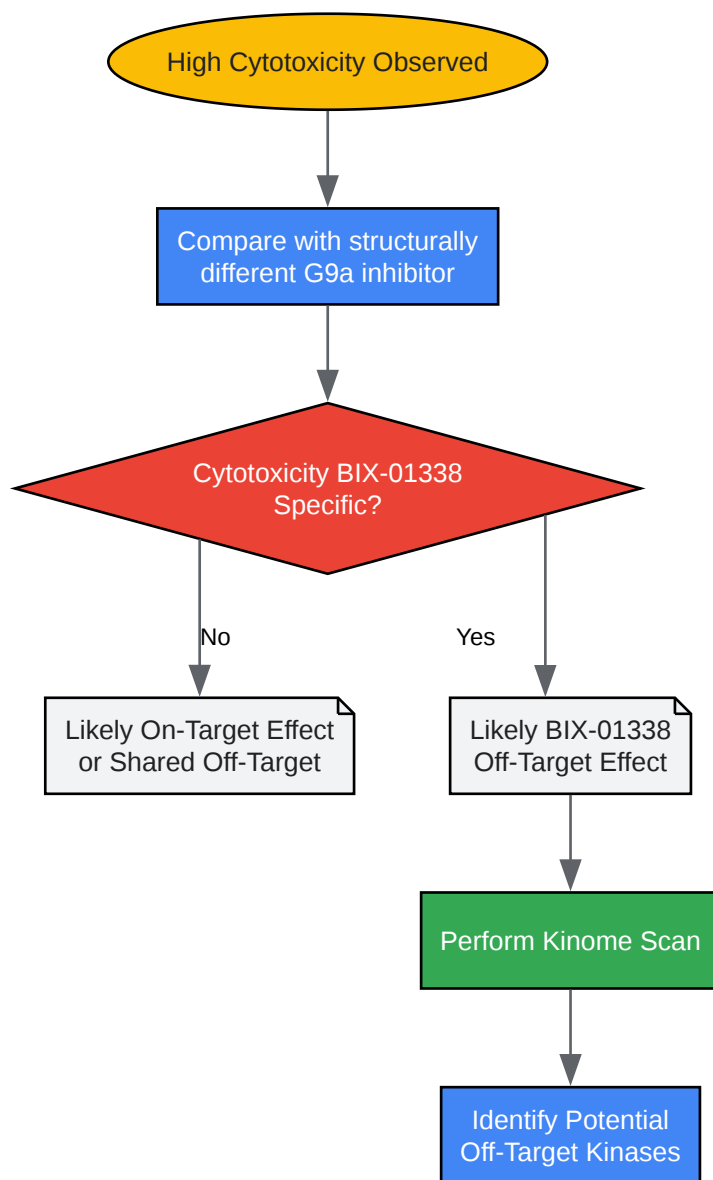 High Cytotoxicity Observed
Compare with structurally
different G9a inhibitor
Cytotoxicity BIX-01338
Specific?
No
Yes
Likely On-Target Effect
or Shared Off-Target
Likely BIX-01338
Off-Target Effect
Perform Kinome Scan
Identify Potential
Off-Target Kinases